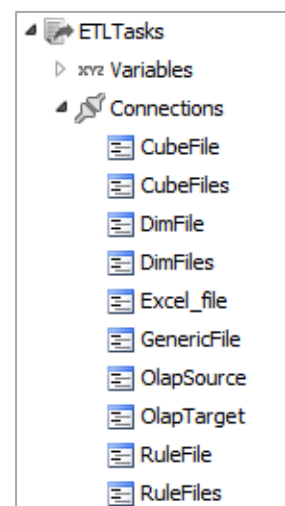 ETLTasks
xyz Variables
Connections
CubeFile
CubeFiles
DimFile
DimFiles
Excel_file
GenericFile
OlapSource
OlapTarget
RuleFile
RuleFiles